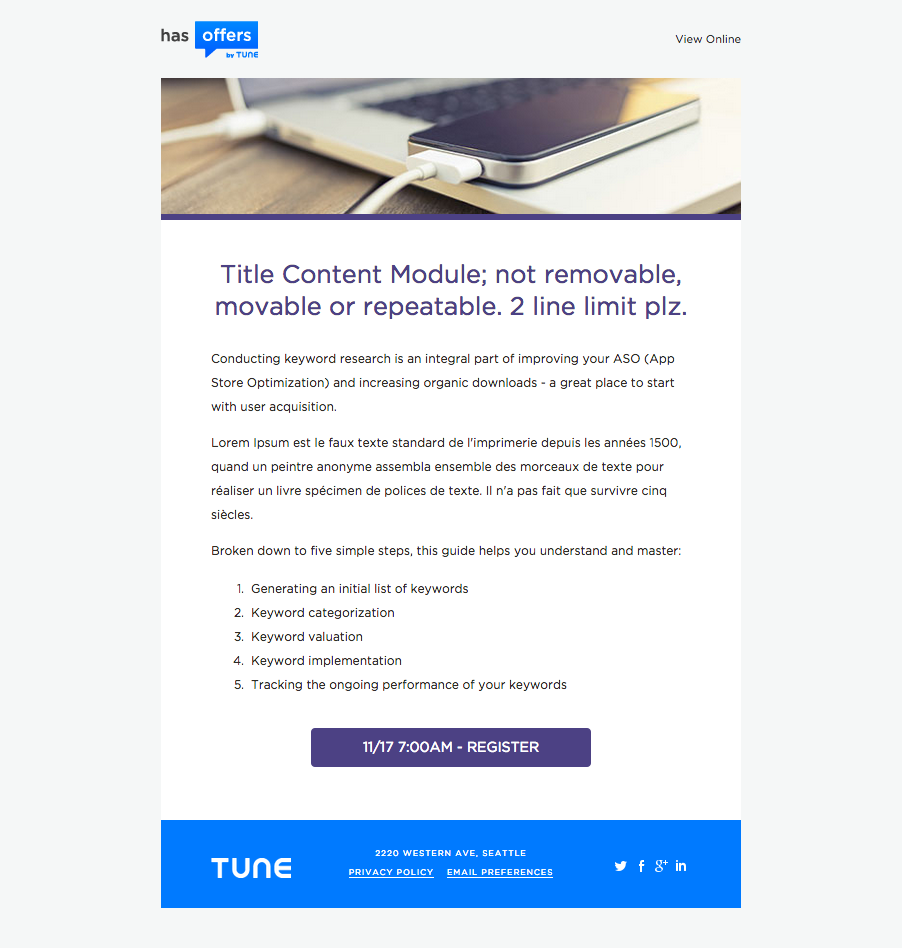 has offers
by TUNE
View Online
Title Content Module; not removable,
movable or repeatable. 2 line limit plz.
Conducting keyword research is an integral part of improving your ASO (App
Store Optimization) and increasing organic downloads - a great place to start
with user acquisition.
Lorem Ipsum est le faux texte standard de l'imprimerie depuis les années 1500,
quand un peintre anonyme assembla ensemble des morceaux de texte pour
réaliser un livre spécimen de polices de texte. Il n'a pas fait que survivre cinq
siècles.
Broken down to five simple steps, this guide helps you understand and master:
1. Generating an initial list of keywords
2. Keyword categorization
3. Keyword valuation
4. Keyword implementation
5. Tracking the ongoing performance of your keywords
11/17 7:00AM - REGISTER
TUNE
2220 WESTERN AVE, SEATTLE
PRIVACY POLICY EMAIL PREFERENCES